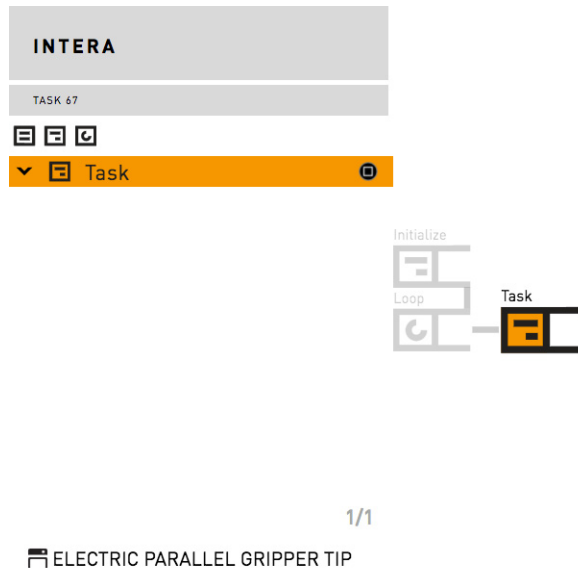 INTERA
TASK 67
Task
Initialize
Loop
Task
1/1
ELECTRIC PARALLEL GRIPPER TIP